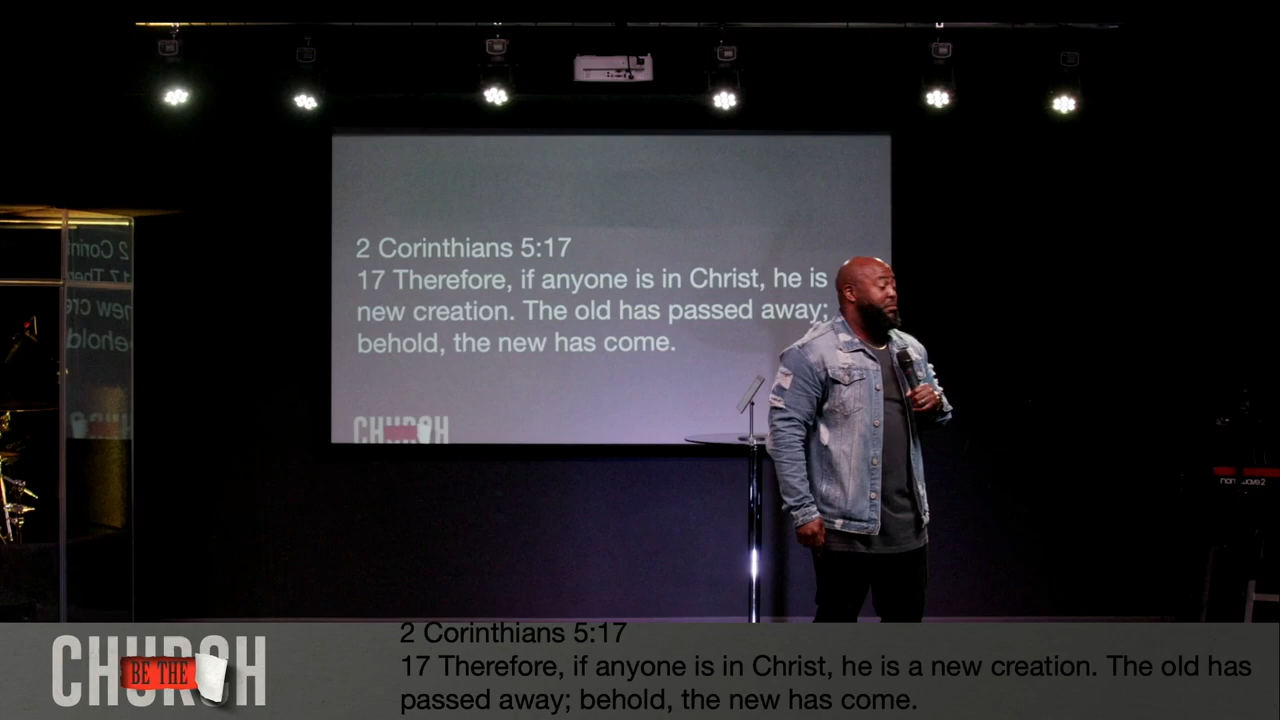 2 Corinthians 5:17
17 Therefore, if anyone is in Christ, he is
new creation. The old has passed away;
behold, the new has come.
CHURCH
CHURCH
BE THE
2 Corinthians 5:17
17 Therefore, if anyone is in Christ, he is a new creation. The old has
passed away; behold, the new has come.